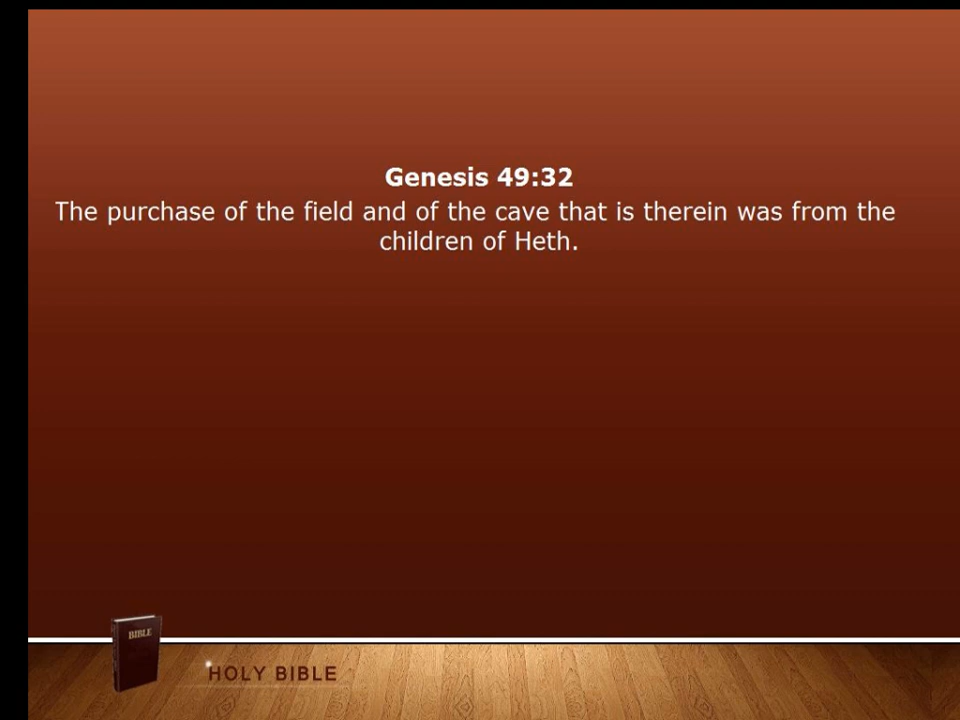 Genesis 49:32
The purchase of the field and of the cave that is therein was from the
children of Heth.
BIBLE
HOLY BIBLE